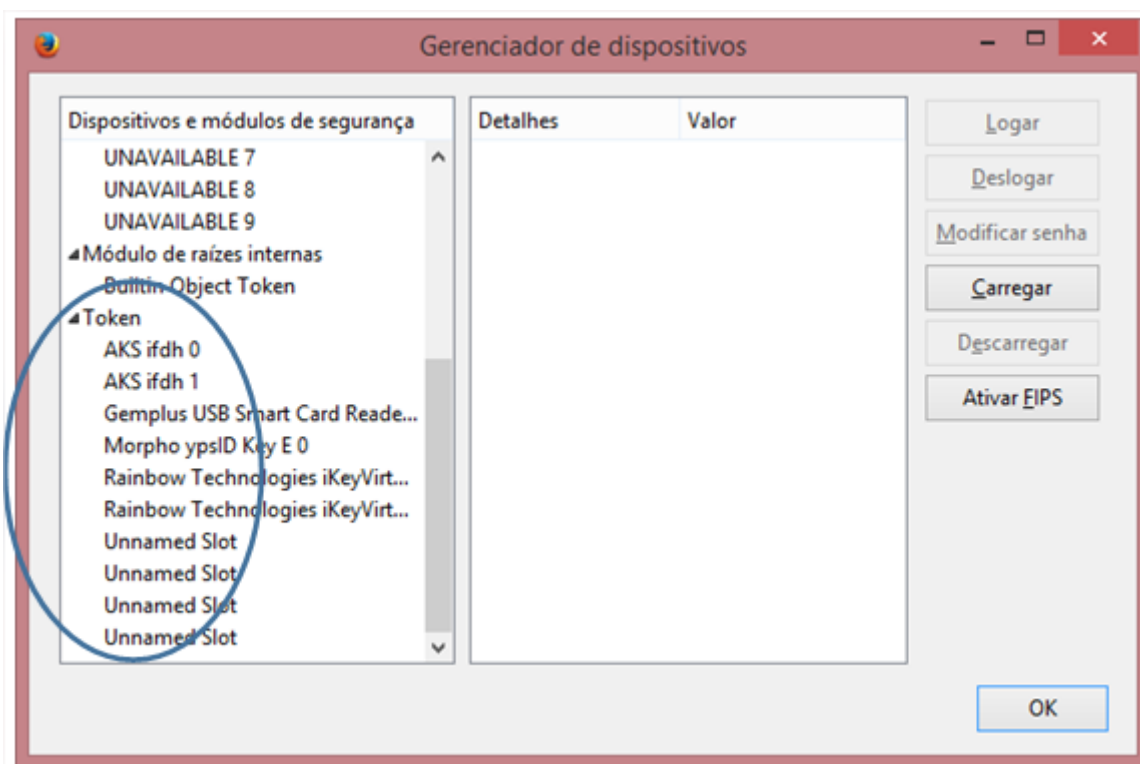 Gerenciador de dispositivos
Dispositivos e módulos de segurança
UNAVAILABLE 7
UNAVAILABLE 8
UNAVAILABLE 9
Módulo de raízes internas
Builtin Object Token
Token
AKS ifdh 0
AKS ifdh 1
Gemplus USB Smart Card Reade...
Morpho ypsID Key E 0
Rainbow Technologies iKeyVirt...
Rainbow Technologies iKeyVirt...
Unnamed Slot
Unnamed Slot
Unnamed Slot
Unnamed Slot
Detalhes Valor
Logar
Deslogar
Modificar senha
Carregar
Descarregar
Ativar FIPS
OK